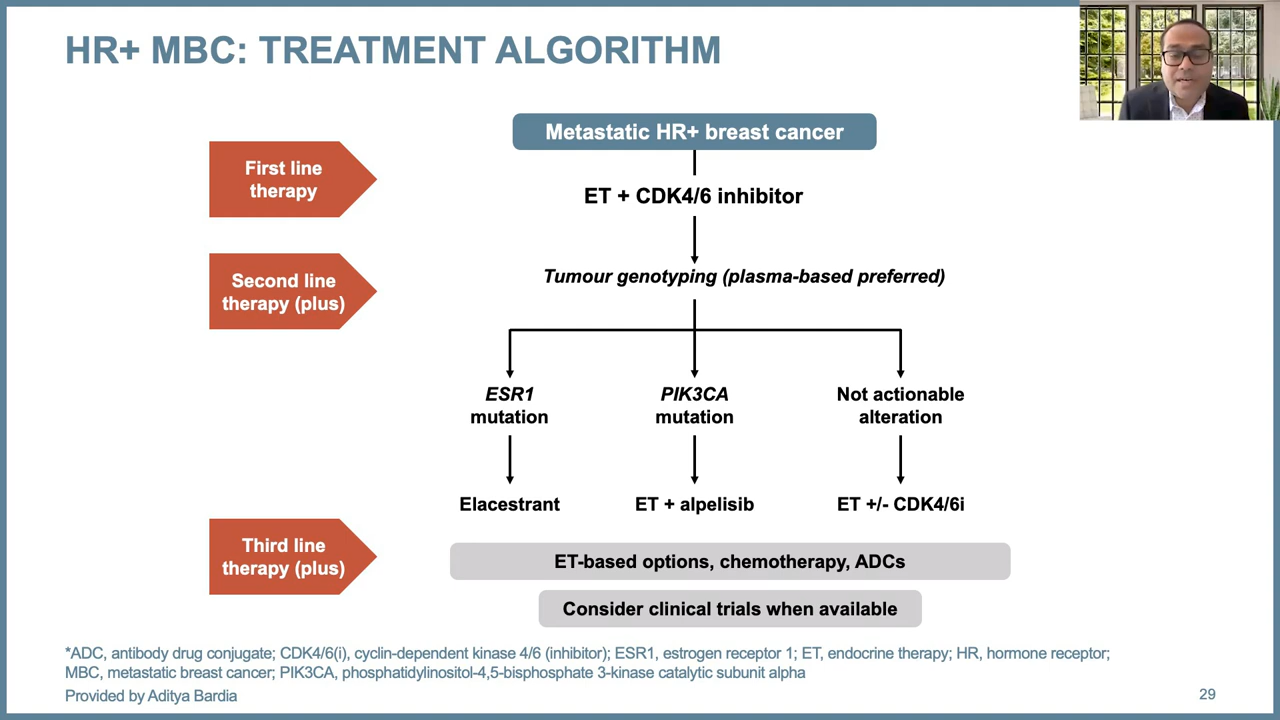 HR+ MBC: TREATMENT ALGORITHM
Metastatic HR+ breast cancer
First line
therapy
ET + CDK4/6 inhibitor
Second line
therapy (plus)
Tumour genotyping (plasma-based preferred)
ESR1
mutation
PIK3CA
mutation
Not actionable
alteration
Elacestrant
ET + alpelisib
ET +/- CDK4/6i
Third line
therapy (plus)
ET-based options, chemotherapy, ADCs
Consider clinical trials when available
*ADC, antibody drug conjugate; CDK4/6(i), cyclin-dependent kinase 4/6 (inhibitor); ESR1, estrogen receptor 1; ET, endocrine therapy; HR, hormone receptor;
MBC, metastatic breast cancer; PIK3CA, phosphatidylinositol-4,5-bisphosphate 3-kinase catalytic subunit alpha
Provided by Aditya Bardia
29